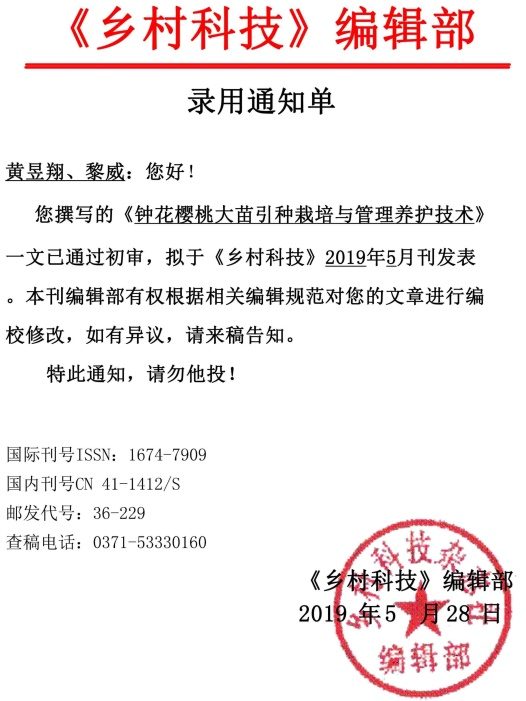 《乡村科技》编辑部
录用通知单
黄昱翔、黎威：您好！
您撰写的《钟花樱桃大苗引种栽培与管理养护技术》
一文已通过初审，拟于《乡村科技》2019年5月刊发表
。本刊编辑部有权根据相关编辑规范对您的文章进行编
校修改，如有异议，请来稿告知。
特此通知，请勿他投！
国际刊号ISSN：1674-7909
国内刊号CN 41-1412/S
邮发代号：36-229
查稿电话：0371-53330160
《乡村科技》编辑部
2019 年 5 月 28 日
乡村科技杂志社
编辑部